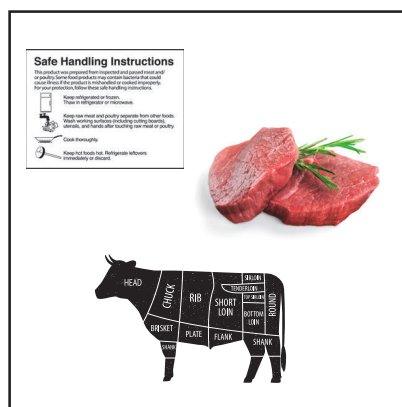 Safe Handling Instructions
This product was prepared from inspected and passed meat and/
or poultry. Some food products may contain bacteria that could
cause illness if the product is mishandled or cooked improperly.
For your protection, follow these safe handling instructions.
Keep refrigerated or frozen.
Thaw in refrigerator or microwave.
Keep raw meat and poultry separate from other foods.
Wash working surfaces (including cutting boards),
utensils, and hands after touching raw meat or poultry.
Cook thoroughly.
Keep hot foods hot. Refrigerate leftovers
immediately or discard.
HEAD
CHUCK
RIB
SHORT
LOIN
SIRLOIN
TENDERLOIN
TOP SIRLOIN
BOTTOM
LOIN
ROUND
BRISKET
SHANK
PLATE
FLANK
SHANK